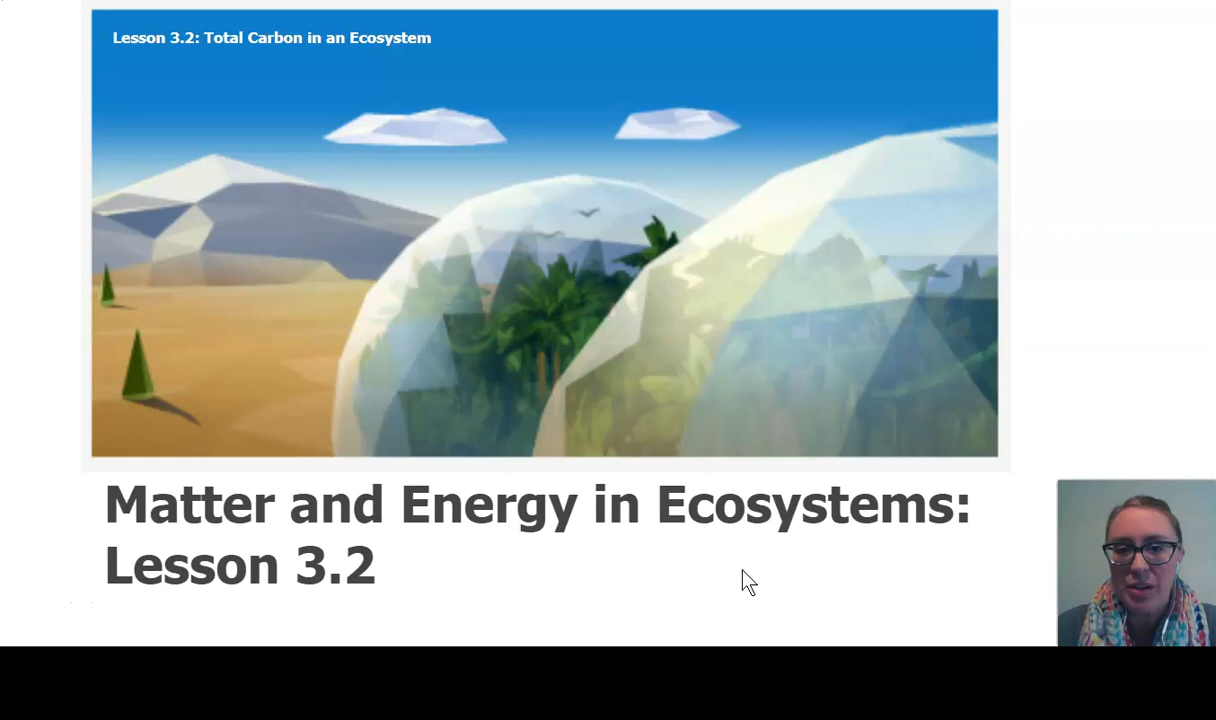 Lesson 3.2: Total Carbon in an Ecosystem
Matter and Energy in Ecosystems:
Lesson 3.2